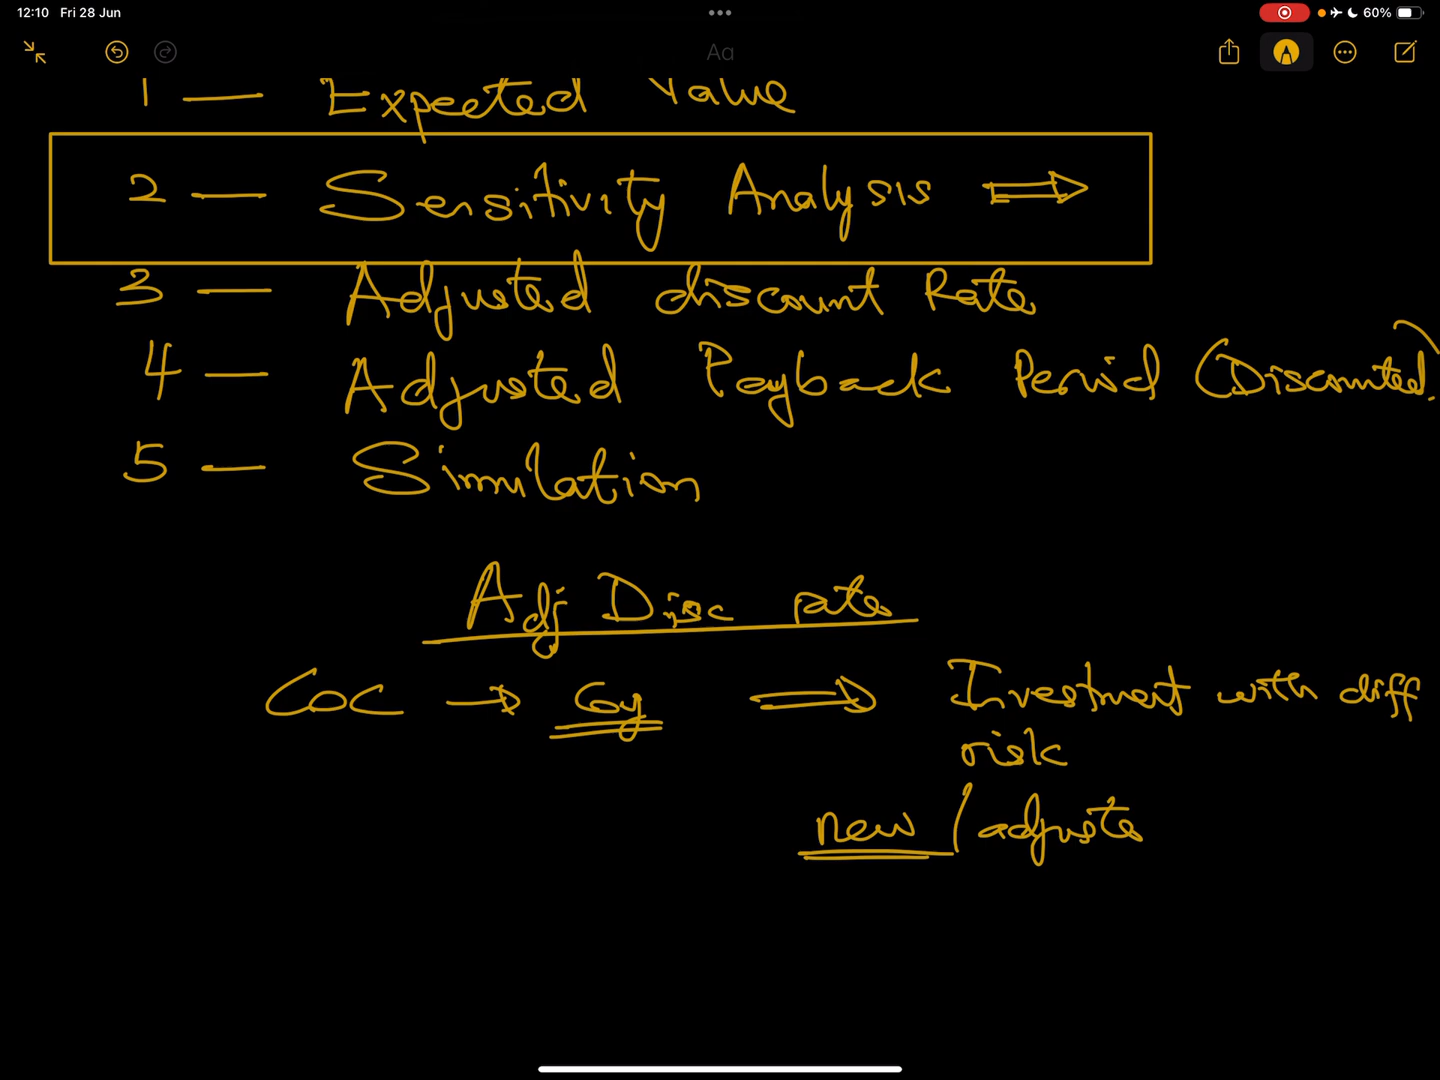 12:10 Fri 28 Jun
60%
Aa
1 — Expected Value
2 — Sensitivity Analysis ⇒
3 — Adjusted discount Rate
4 — Adjusted Payback Period (Discounted)
5 — Simulation
Adj Disc rate
COC → Coy ⇒ Investment with diff
risk
new / adjuste